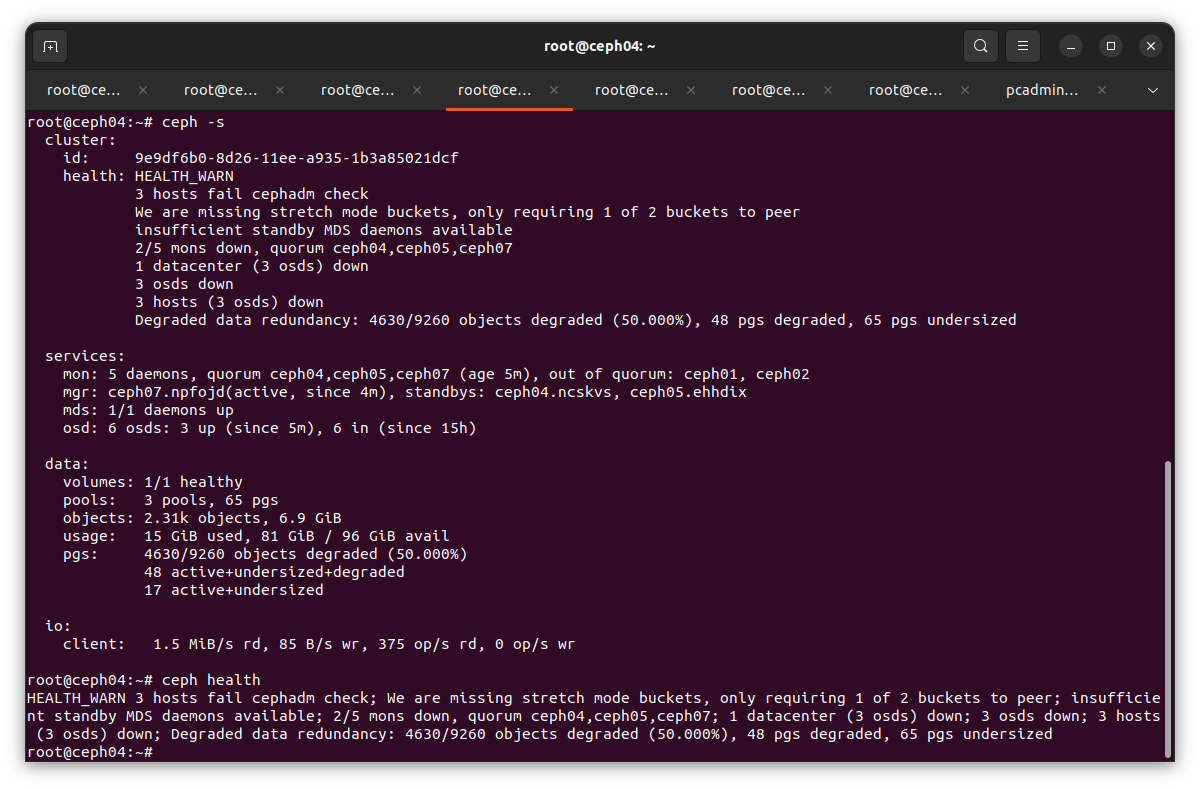 root@ceph04: ~
root@ce... root@ce... root@ce... root@ce... root@ce... root@ce... root@ce... pcadmin...
root@ceph04:~# ceph -s
  cluster:
    id:     9e9df6b0-8d26-11ee-a935-1b3a85021dcf
    health: HEALTH_WARN
            3 hosts fail cephadm check
            We are missing stretch mode buckets, only requiring 1 of 2 buckets to peer
            insufficient standby MDS daemons available
            2/5 mons down, quorum ceph04,ceph05,ceph07
            1 datacenter (3 osds) down
            3 osds down
            3 hosts (3 osds) down
            Degraded data redundancy: 4630/9260 objects degraded (50.000%), 48 pgs degraded, 65 pgs undersized
  services:
    mon: 5 daemons, quorum ceph04,ceph05,ceph07 (age 5m), out of quorum: ceph01, ceph02
    mgr: ceph07.npfojd(active, since 4m), standbys: ceph04.ncskvs, ceph05.ehhdix
    mds: 1/1 daemons up
    osd: 6 osds: 3 up (since 5m), 6 in (since 15h)
  data:
    volumes: 1/1 healthy
    pools:   3 pools, 65 pgs
    objects: 2.31k objects, 6.9 GiB
    usage:   15 GiB used, 81 GiB / 96 GiB avail
    pgs:     4630/9260 objects degraded (50.000%)
             48 active+undersized+degraded
             17 active+undersized
  io:
    client:   1.5 MiB/s rd, 85 B/s wr, 375 op/s rd, 0 op/s wr
root@ceph04:~# ceph health
HEALTH_WARN 3 hosts fail cephadm check; We are missing stretch mode buckets, only requiring 1 of 2 buckets to peer; insufficie
nt standby MDS daemons available; 2/5 mons down, quorum ceph04,ceph05,ceph07; 1 datacenter (3 osds) down; 3 osds down; 3 hosts
 (3 osds) down; Degraded data redundancy: 4630/9260 objects degraded (50.000%), 48 pgs degraded, 65 pgs undersized
root@ceph04:~#